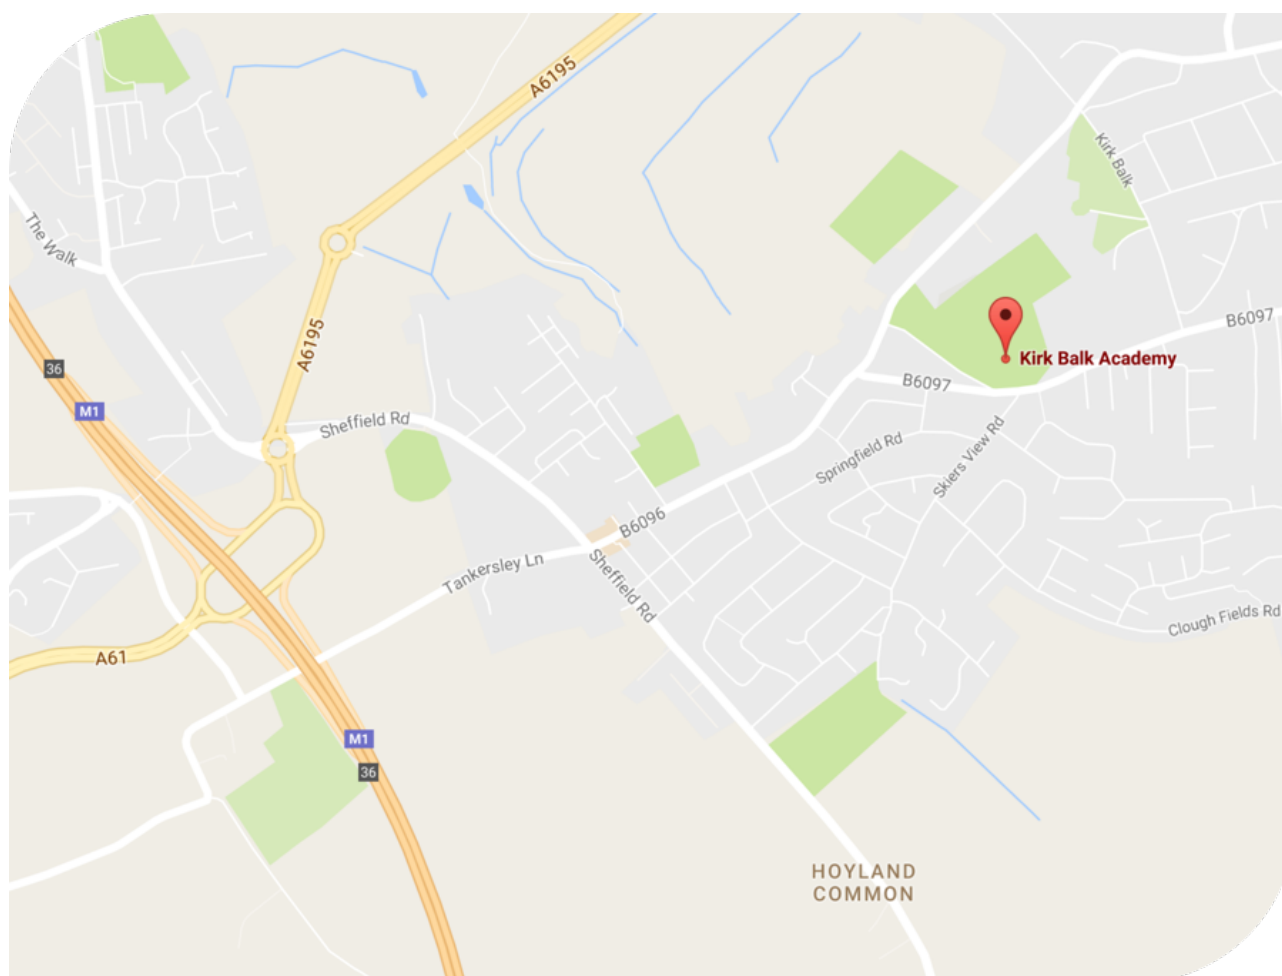 A6195
Kirk Balk
The Walk
A6195
B6097
36
Kirk Balk Academy
B6097
M1
Sheffield Rd
Springfield Rd
Skiers View Rd
B6096
Tankersley Ln
Sheffield Rd
Clough Fields Rd
A61
M1
36
HOYLAND
COMMON